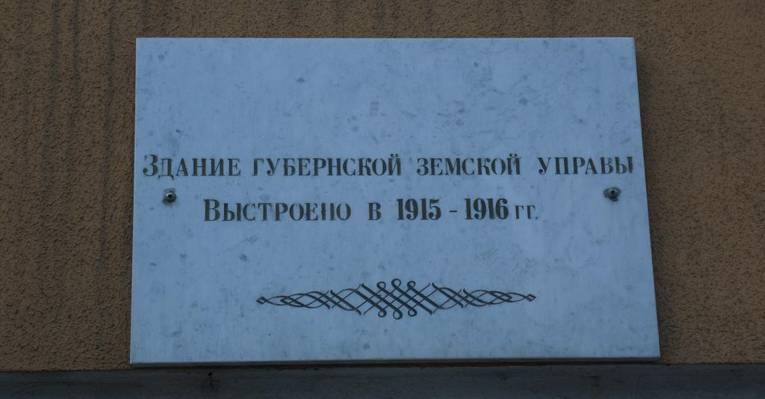 Здание губернской земской управы
Выстроено в 1915 - 1916 гг.